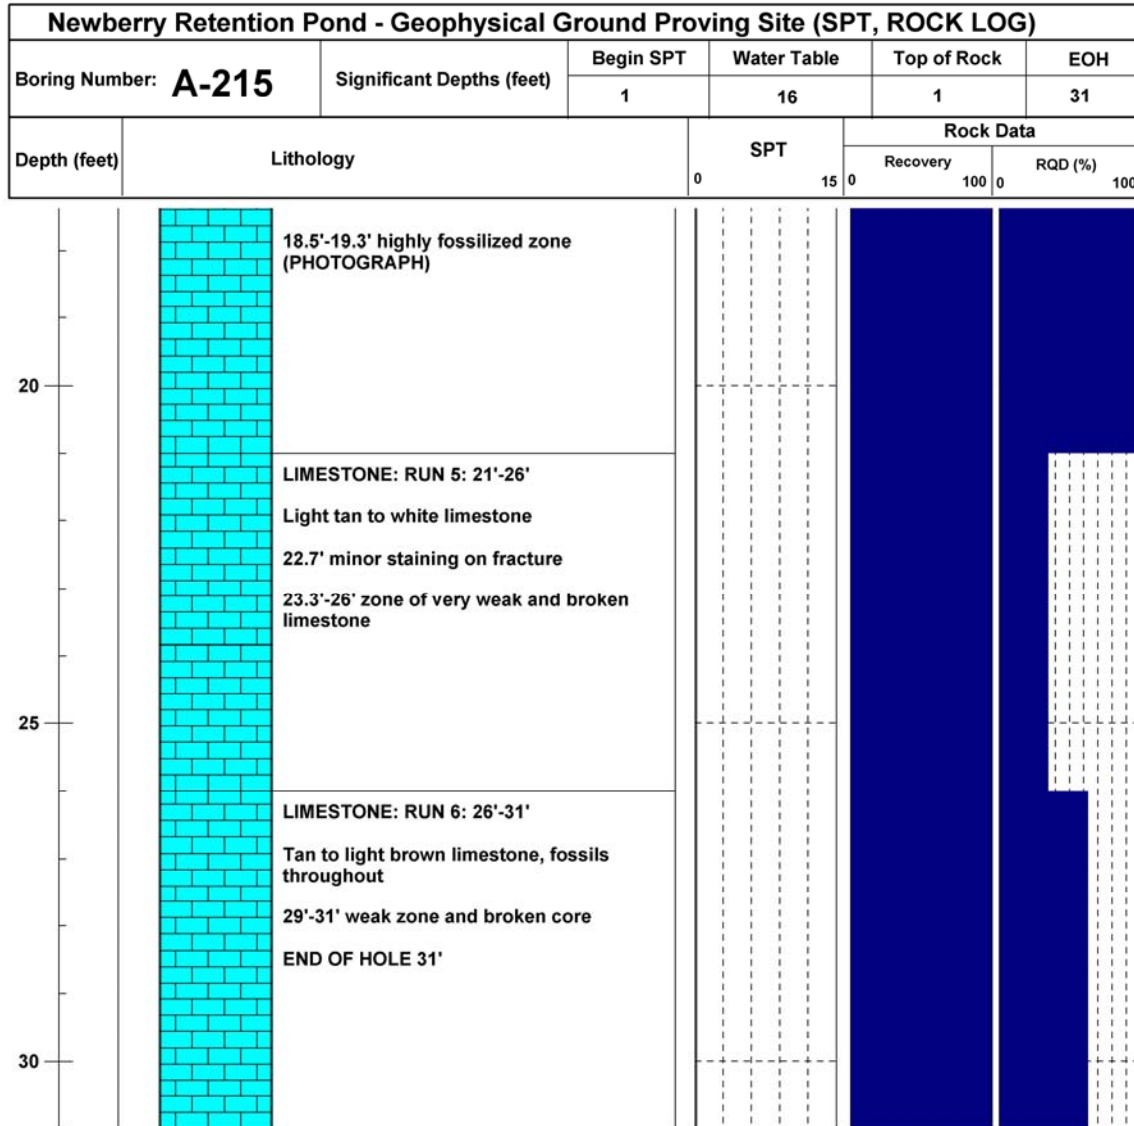 Newberry Retention Pond - Geophysical Ground Proving Site (SPT, ROCK LOG)
Boring Number: A-215
Significant Depths (feet)
Begin SPT
Water Table
Top of Rock
EOH
1
16
1
31
Depth (feet)
Lithology
SPT
0
15
Rock Data
Recovery
0
100
RQD (%)
0
100
18.5'-19.3' highly fossilized zone
(PHOTOGRAPH)
20
LIMESTONE: RUN 5: 21'-26'
Light tan to white limestone
22.7' minor staining on fracture
23.3'-26' zone of very weak and broken
limestone
25
LIMESTONE: RUN 6: 26'-31'
Tan to light brown limestone, fossils
throughout
29'-31' weak zone and broken core
END OF HOLE 31'
30